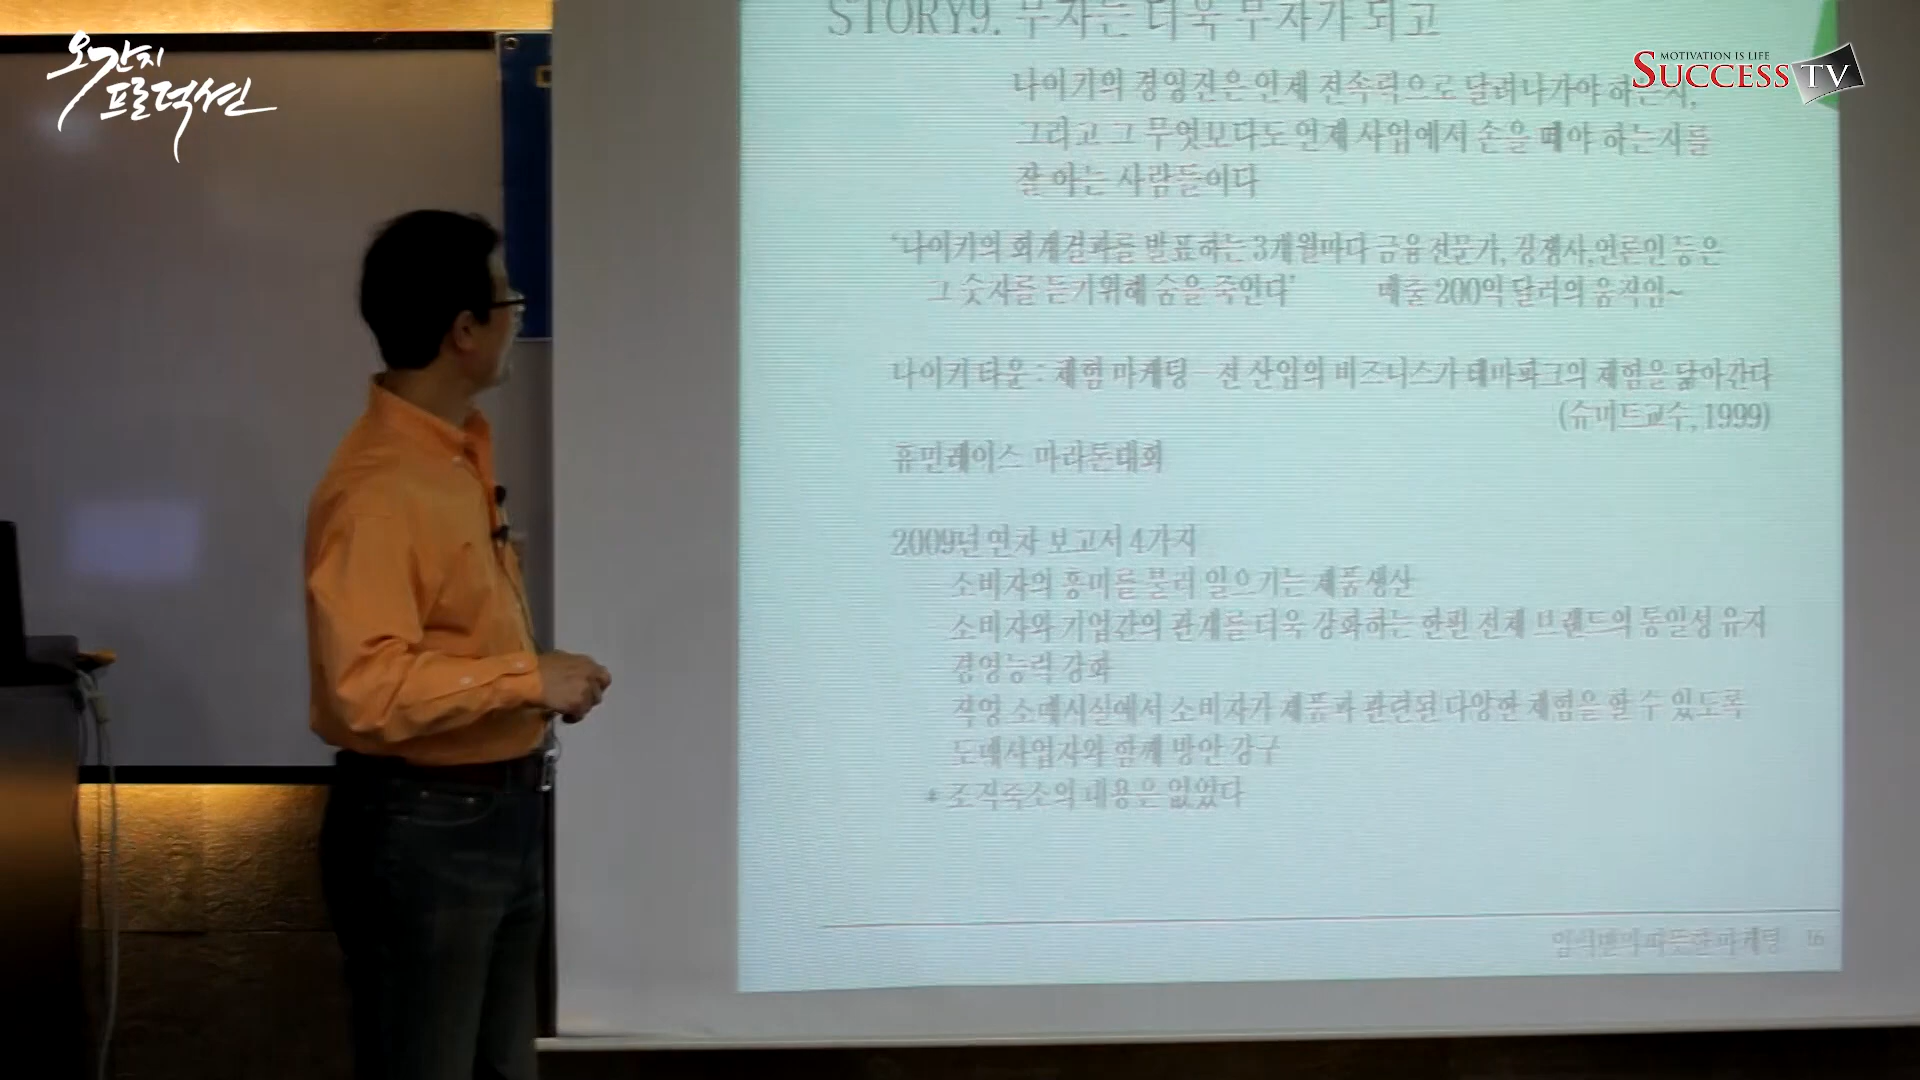 오간지
프로덕션
MOTIVATION IS LIFE
SUCCESS TV
STORY9. 부자는 더욱 부자가 되고
나이키의 경영진은 언제 전속력으로 달려나가야 하는지,
그리고 그 무엇보다도 언제 사업에서 손을 떼야 하는지를
잘 아는 사람들이다
‘나이키의 회계결과를 발표하는 3개월마다 금융전문가, 경쟁사,언론인 등은
그 숫자를 듣기위해 숨을 죽인다’ 매출 200억 달러의 움직임~
나이키 타운 : 체험 마케팅 – 전 산업의 비즈니스가 테마파크의 체험을 닮아간다
(슈미트교수, 1999)
휴먼레이스 마라톤대회
2009년 연차 보고서 4가지
- 소비자의 흥미를 불러 일으키는 제품생산
- 소비자와 기업간의 관계를 더욱 강화하는 한편 전체 브랜드의 통일성 유지
- 경영능력 강화
- 직영 소매시설에서 소비자가 제품과 관련된 다양한 체험을 할 수 있도록
도매사업자와 함께 방안 강구
* 조직축소의 내용은 없었다
따뜻한 마케팅 16